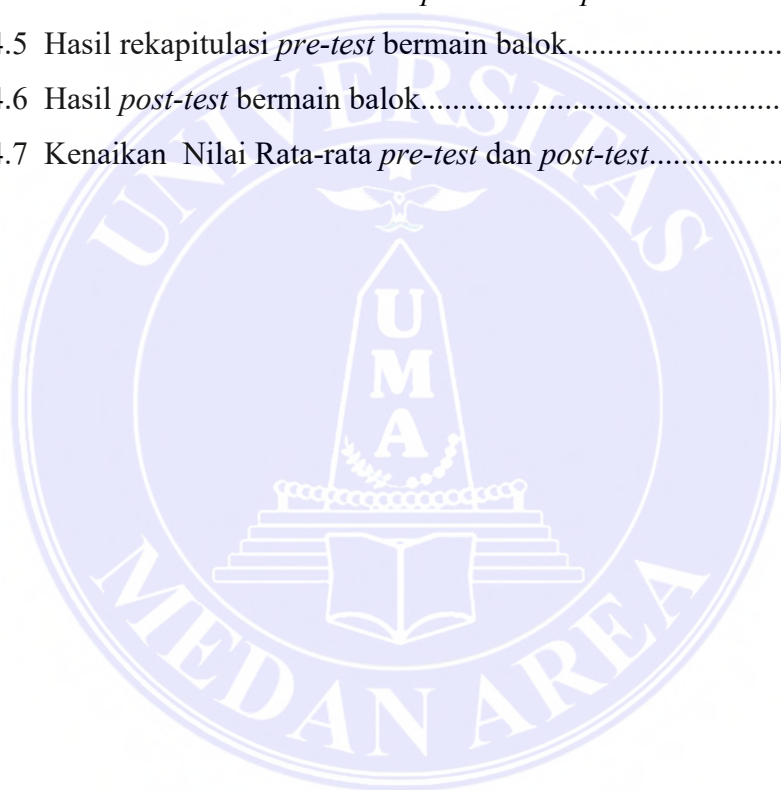 4.5 Hasil rekapitulasi pre-test bermain balok...............................
4.6 Hasil post-test bermain balok....................................................
4.7 Kenaikan Nilai Rata-rata pre-test dan post-test...................
UNIVERSITAS
UMA
MEDAN AREA